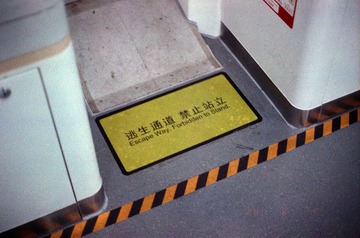 逃生通道 禁止站立
Escape Way. Forbidden to Stand.